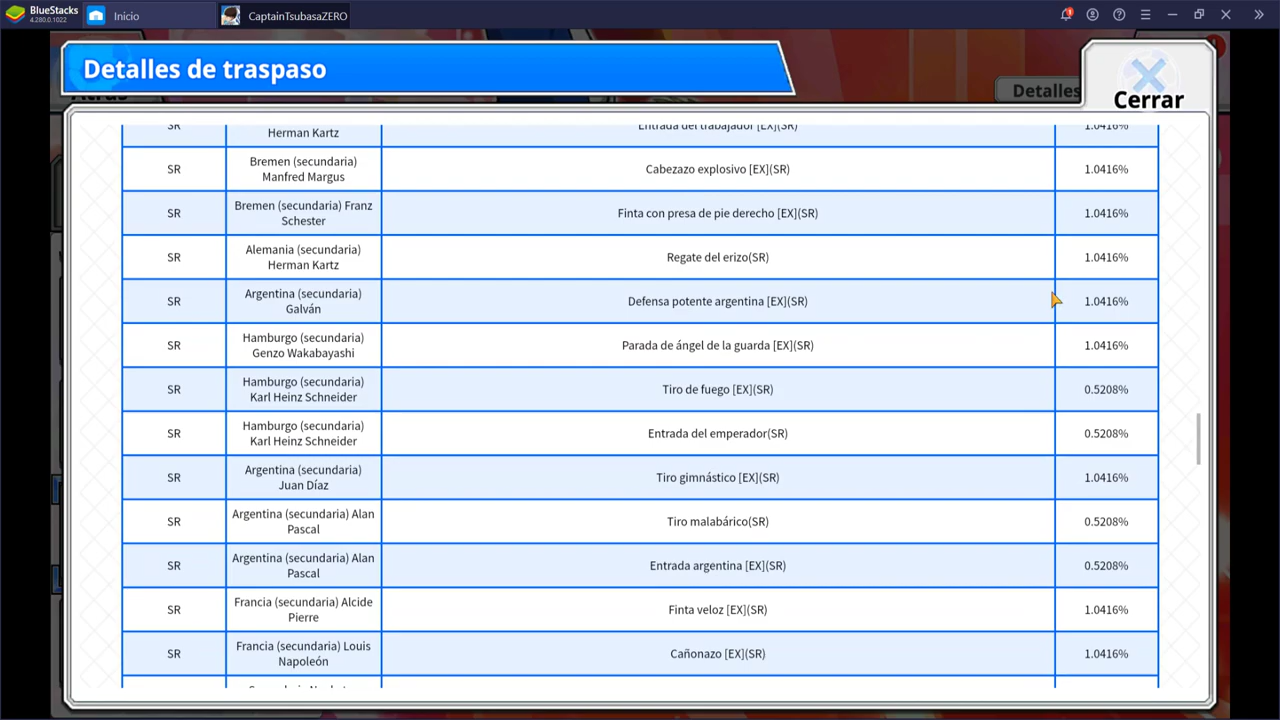 BlueStacks
4.280.0.1022
Inicio
CaptainTsubasaZERO
1
Detalles de traspaso
Detalles
Cerrar
Atrás
SR
Herman Kartz
Entrada del trabajador [EX](SR)
1.0416%
SR
Bremen (secundaria)
Manfred Margus
Cabezazo explosivo [EX](SR)
1.0416%
SR
Bremen (secundaria) Franz
Schester
Finta con presa de pie derecho [EX](SR)
1.0416%
SR
Alemania (secundaria)
Herman Kartz
Regate del erizo(SR)
1.0416%
SR
Argentina (secundaria)
Galván
Defensa potente argentina [EX](SR)
1.0416%
SR
Hamburgo (secundaria)
Genzo Wakabayashi
Parada de ángel de la guarda [EX](SR)
1.0416%
SR
Hamburgo (secundaria)
Karl Heinz Schneider
Tiro de fuego [EX](SR)
0.5208%
SR
Hamburgo (secundaria)
Karl Heinz Schneider
Entrada del emperador(SR)
0.5208%
SR
Argentina (secundaria)
Juan Díaz
Tiro gimnástico [EX](SR)
1.0416%
SR
Argentina (secundaria) Alan
Pascal
Tiro malabárico(SR)
0.5208%
SR
Argentina (secundaria) Alan
Pascal
Entrada argentina [EX](SR)
0.5208%
SR
Francia (secundaria) Alcide
Pierre
Finta veloz [EX](SR)
1.0416%
SR
Francia (secundaria) Louis
Napoleón
Cañonazo [EX](SR)
1.0416%